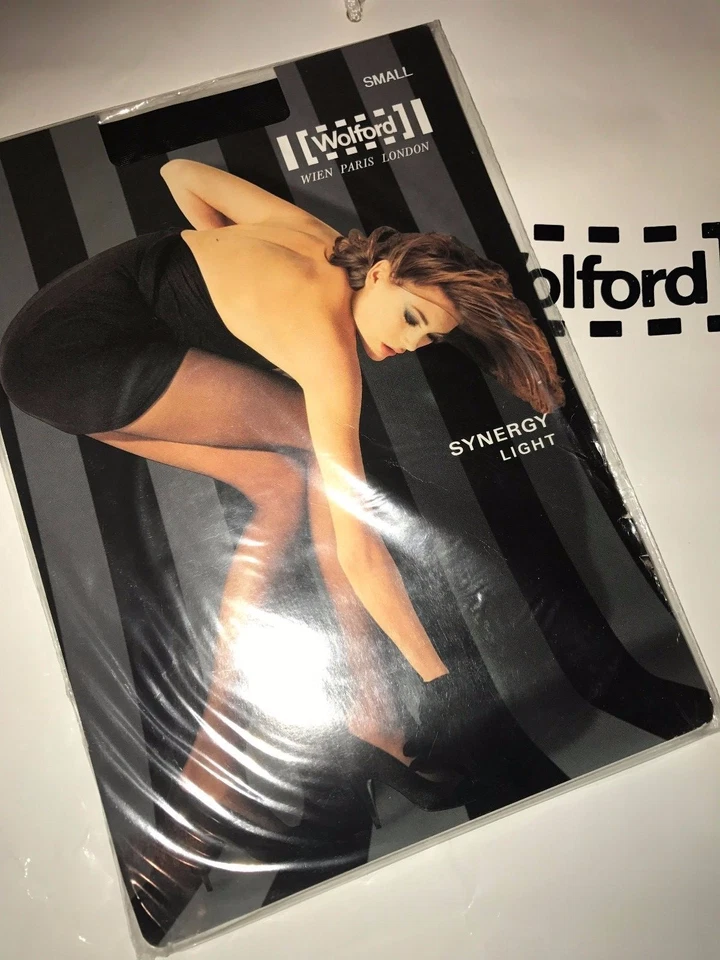 SMALL
Wolford
WIEN PARIS LONDON
olford
SYNERGY
LIGHT